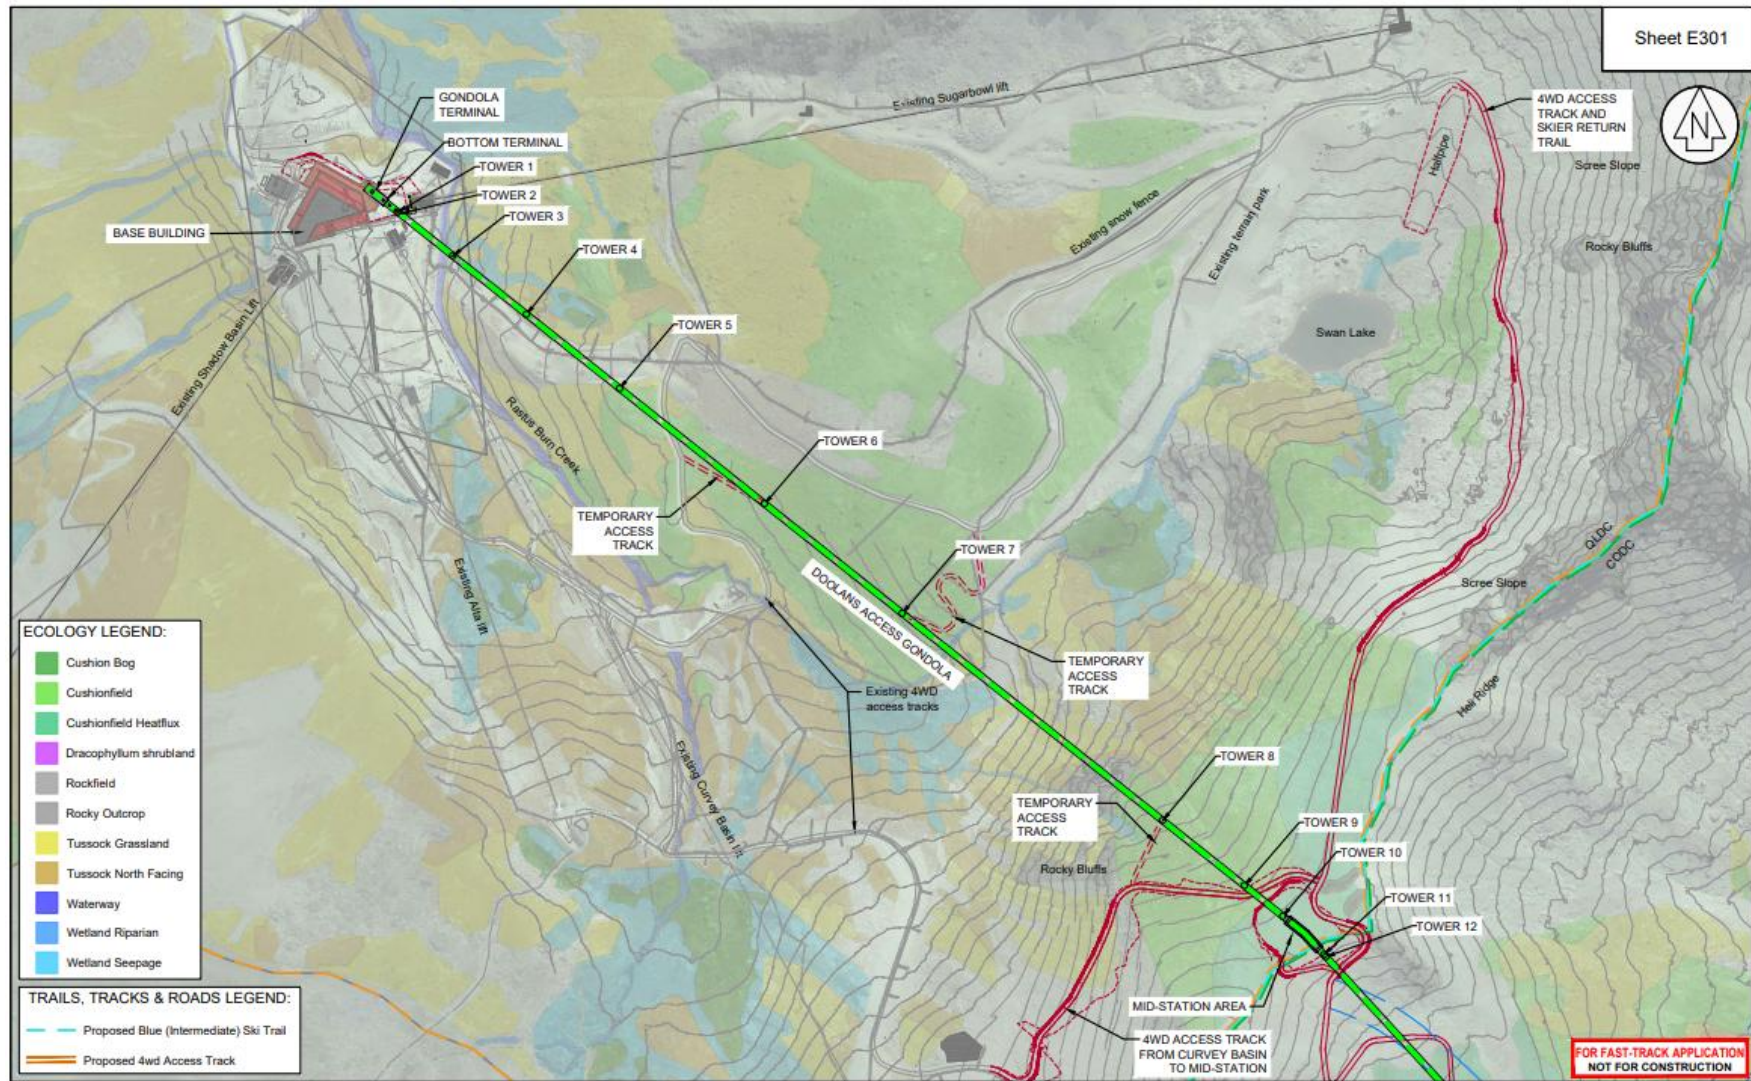 Sheet E301
N
GONDOLA
TERMINAL
BOTTOM TERMINAL
TOWER 1
TOWER 2
TOWER 3
BASE BUILDING
TOWER 4
TOWER 5
TOWER 6
TOWER 7
Existing Sugarbowl lift
4WD ACCESS
TRACK AND
SKIER RETURN
TRAIL
Halfpipe
Scree Slope
Rocky Bluffs
Existing snow fence
Existing terrain park
Swan Lake
Existing Shadow Basin Lift
Rastus Burn Creek
TEMPORARY
ACCESS
TRACK
Existing Alta lift
DOOLANS ACCESS GONDOLA
TEMPORARY
ACCESS
TRACK
QLDC
CODC
Scree Slope
Heli Ridge
Existing 4WD
access tracks
Existing Curvey Basin lift
TOWER 8
TEMPORARY
ACCESS
TRACK
Rocky Bluffs
TOWER 9
TOWER 10
TOWER 11
TOWER 12
MID-STATION AREA
4WD ACCESS TRACK
FROM CURVEY BASIN
TO MID-STATION
ECOLOGY LEGEND:
Cushion Bog
Cushionfield
Cushionfield Heatflux
Dracophyllum shrubland
Rockfield
Rocky Outcrop
Tussock Grassland
Tussock North Facing
Waterway
Wetland Riparian
Wetland Seepage
TRAILS, TRACKS & ROADS LEGEND:
Proposed Blue (Intermediate) Ski Trail
Proposed 4wd Access Track
FOR FAST-TRACK APPLICATION
NOT FOR CONSTRUCTION